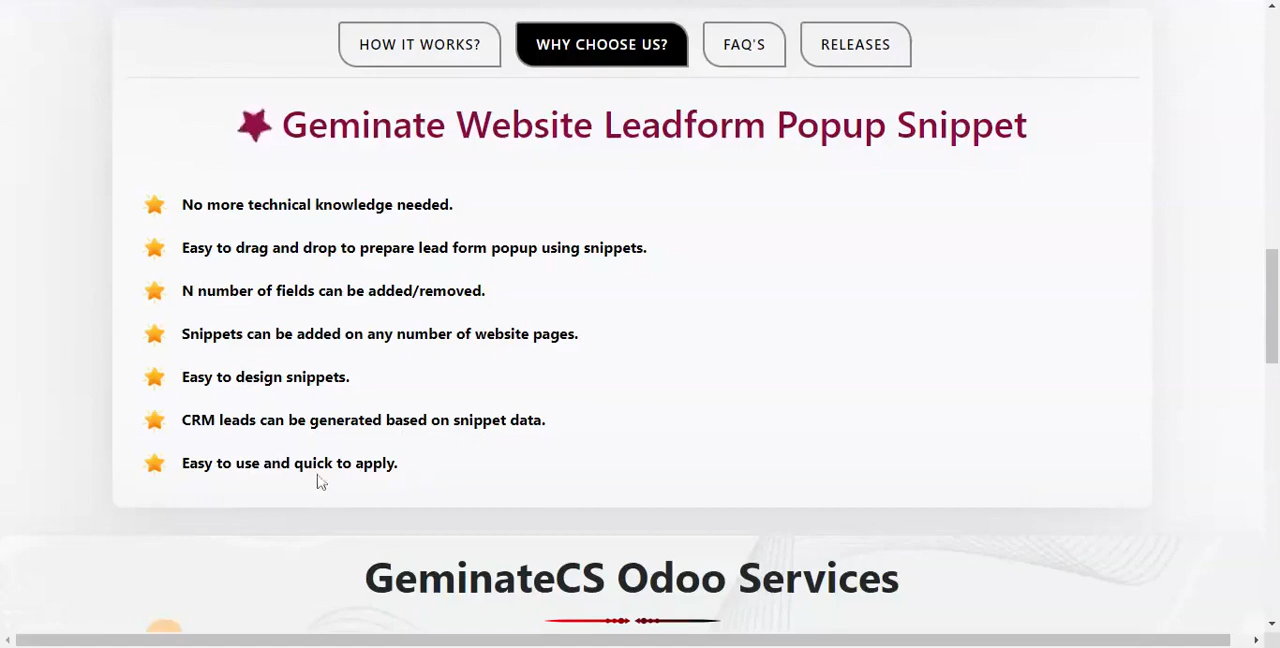 HOW IT WORKS?
WHY CHOOSE US?
FAQ'S
RELEASES
Geminate Website Leadform Popup Snippet
No more technical knowledge needed.
Easy to drag and drop to prepare lead form popup using snippets.
N number of fields can be added/removed.
Snippets can be added on any number of website pages.
Easy to design snippets.
CRM leads can be generated based on snippet data.
Easy to use and quick to apply.
GeminateCS Odoo Services